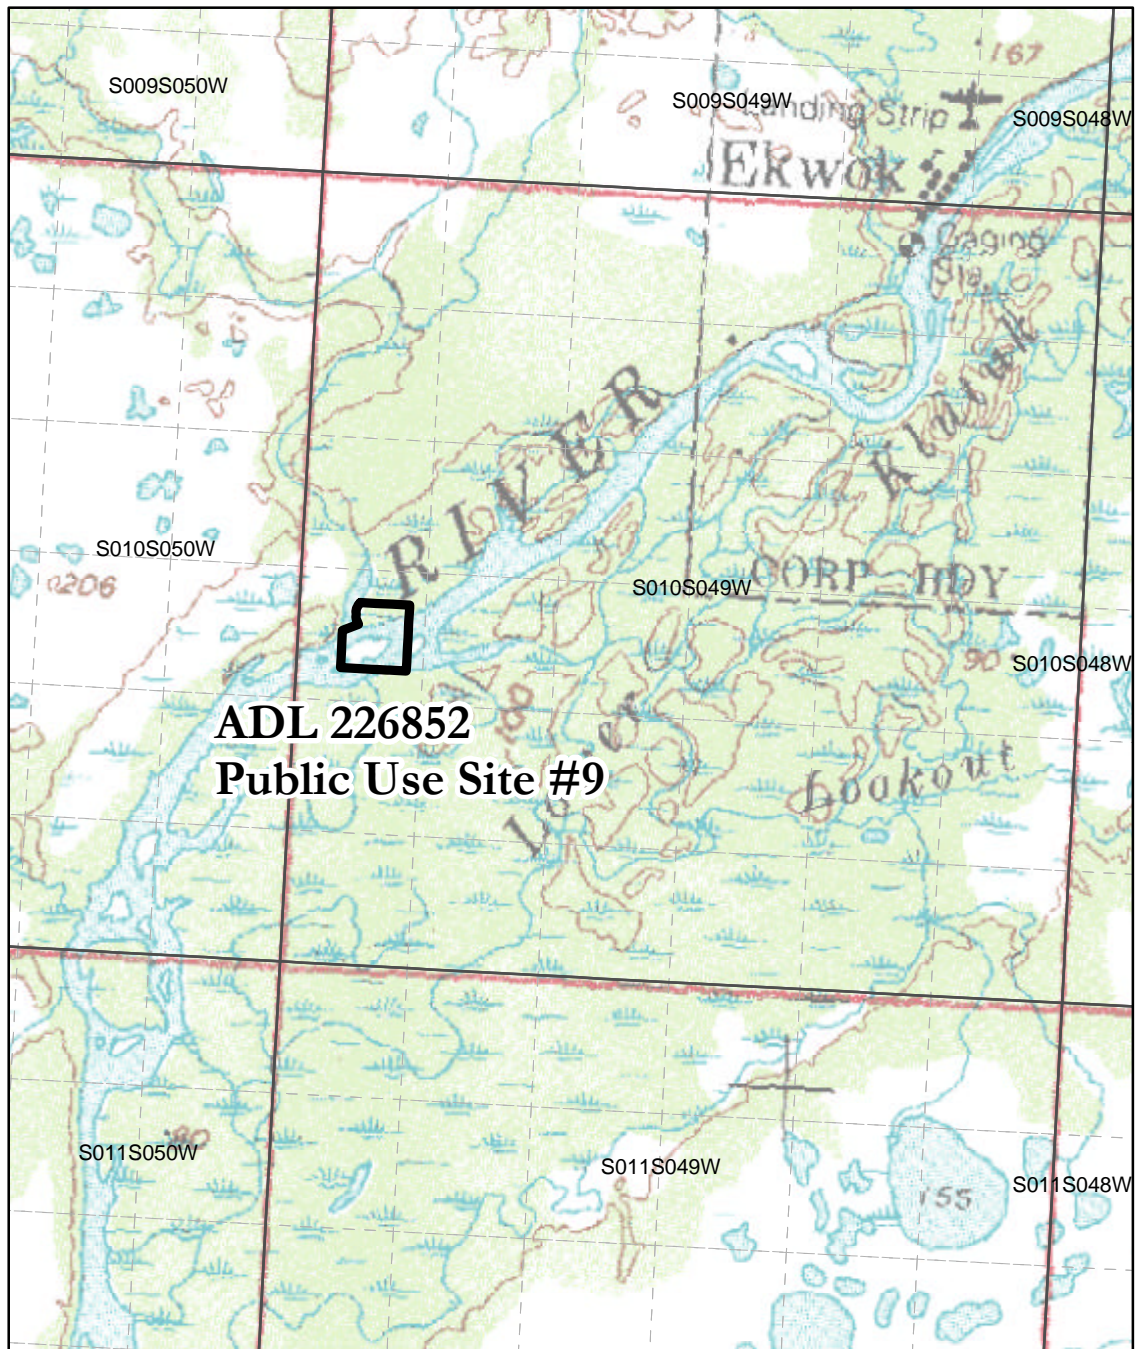 167
S009S050W
S009S049W
Landing Strip
S009S048W
Ekwok
Gaging
Sta.
Klutuk
RIVER
S010S050W
206
S010S049W
CORP BDY
90
S010S048W
ADL 226852
Public Use Site #9
Lookout
80
S011S050W
S011S049W
S011S048W
155